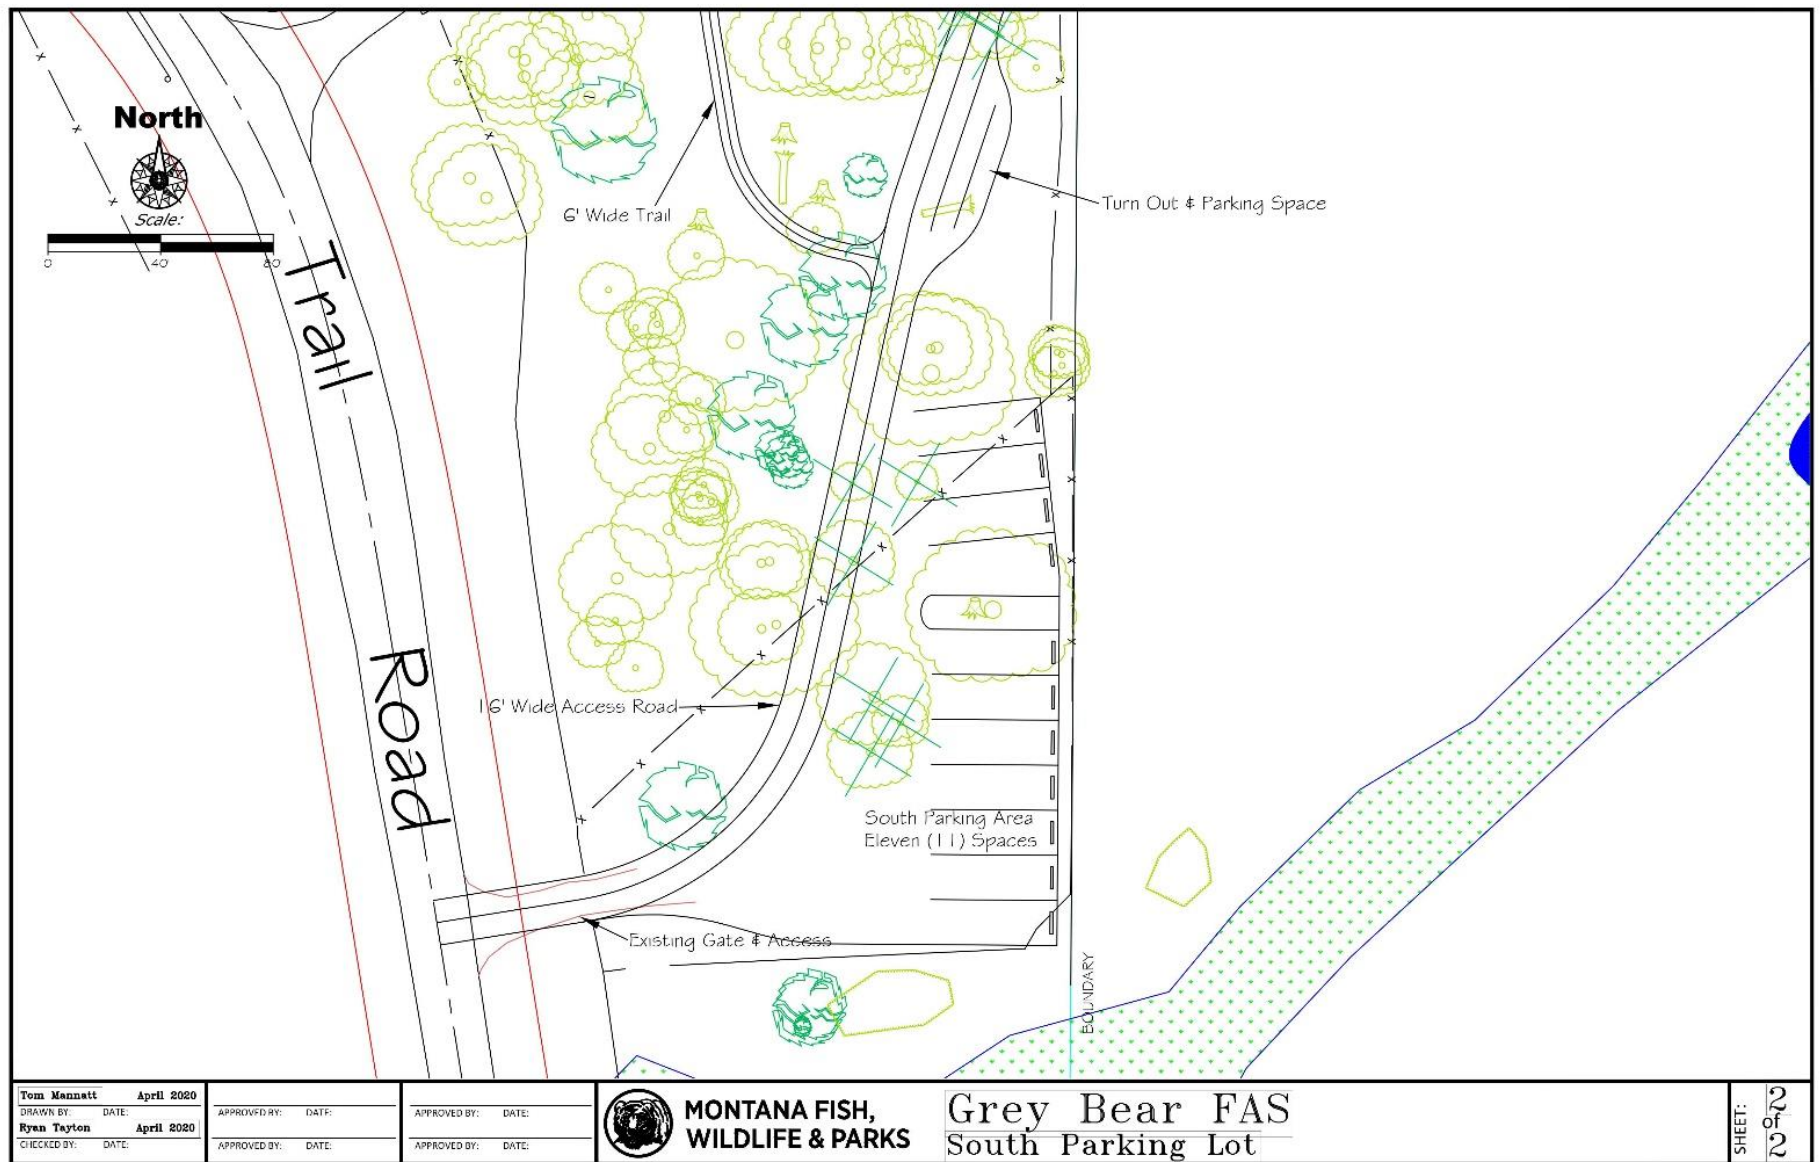 North
Scale:
0 40 80
Trail
Road
6' Wide Trail
Turn Out & Parking Space
16' Wide Access Road
South Parking Area
Eleven (11) Spaces
Existing Gate & Access
BOUNDARY
Tom Mannatt April 2020
DRAWN BY: DATE:
Ryan Tayton April 2020
CHECKED BY: DATE:
APPROVED BY: DATE:
APPROVED BY: DATE:
APPROVED BY: DATE:
APPROVED BY: DATE:
MONTANA FISH,
WILDLIFE & PARKS
Grey Bear FAS
South Parking Lot
SHEET:
2
of
2